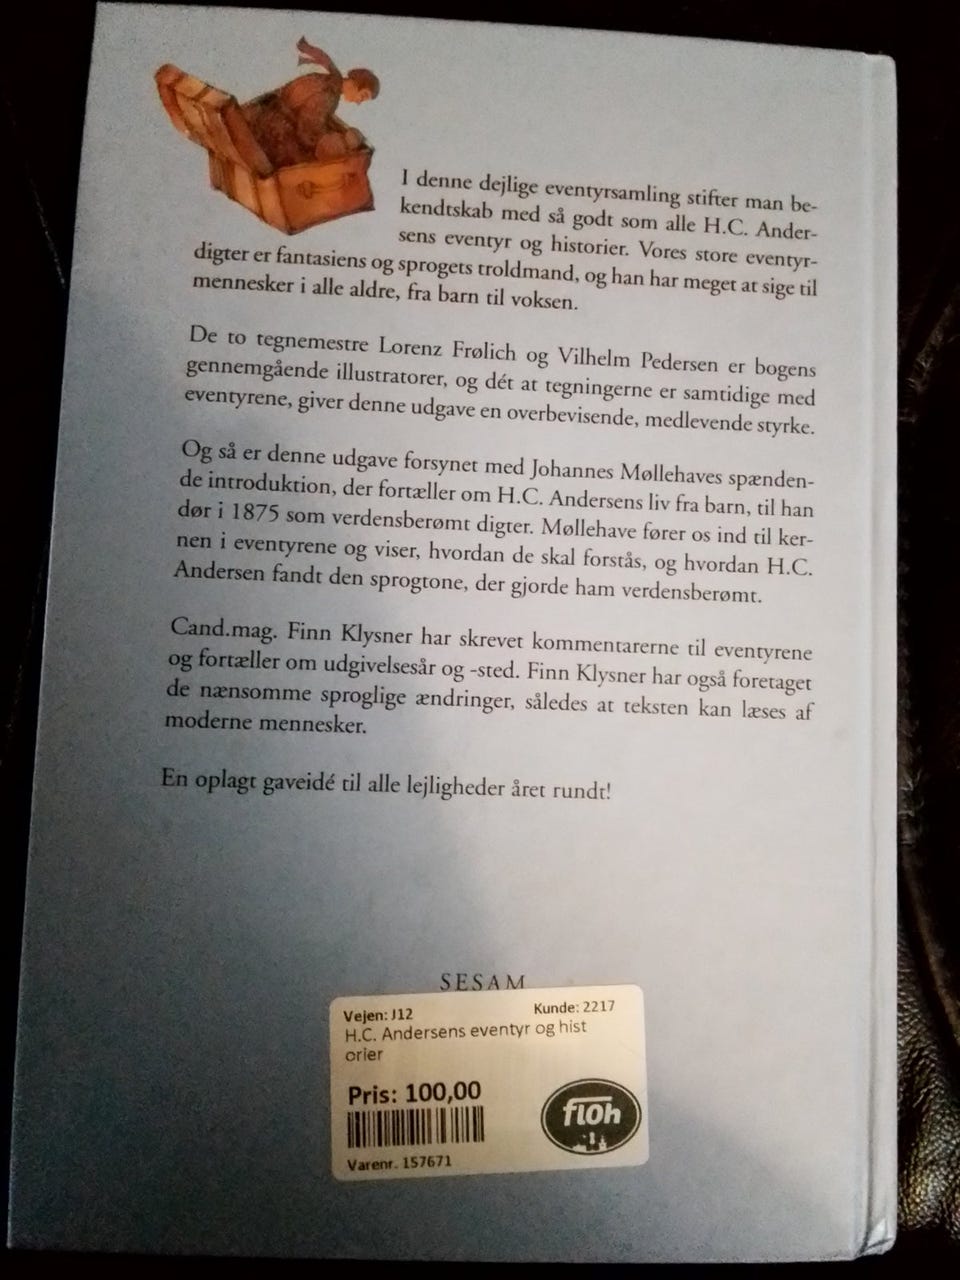 I denne dejlige eventyrsamling stifter man be-
kendtskab med så godt som alle H.C. Ander-
sens eventyr og historier. Vores store eventyr-
digter er fantasiens og sprogets troldmand, og han har meget at sige til
mennesker i alle aldre, fra barn til voksen.
De to tegnemestre Lorenz Frølich og Vilhelm Pedersen er bogens
gennemgående illustratorer, og dét at tegningerne er samtidige med
eventyrene, giver denne udgave en overbevisende, medlevende styrke.
Og så er denne udgave forsynet med Johannes Møllehaves spænden-
de introduktion, der fortæller om H.C. Andersens liv fra barn, til han
dør i 1875 som verdensberømt digter. Møllehave fører os ind til ker-
nen i eventyrene og viser, hvordan de skal forstås, og hvordan H.C.
Andersen fandt den sprogtone, der gjorde ham verdensberømt.
Cand.mag. Finn Klysner har skrevet kommentarerne til eventyrene
og fortæller om udgivelsesår og -sted. Finn Klysner har også foretaget
de nænsomme sproglige ændringer, således at teksten kan læses af
moderne mennesker.
En oplagt gaveidé til alle lejligheder året rundt!
SESAM
Vejen: J12 Kunde: 2217
H.C. Andersens eventyr og hist
orier
Pris: 100,00
floh
Varenr. 157671